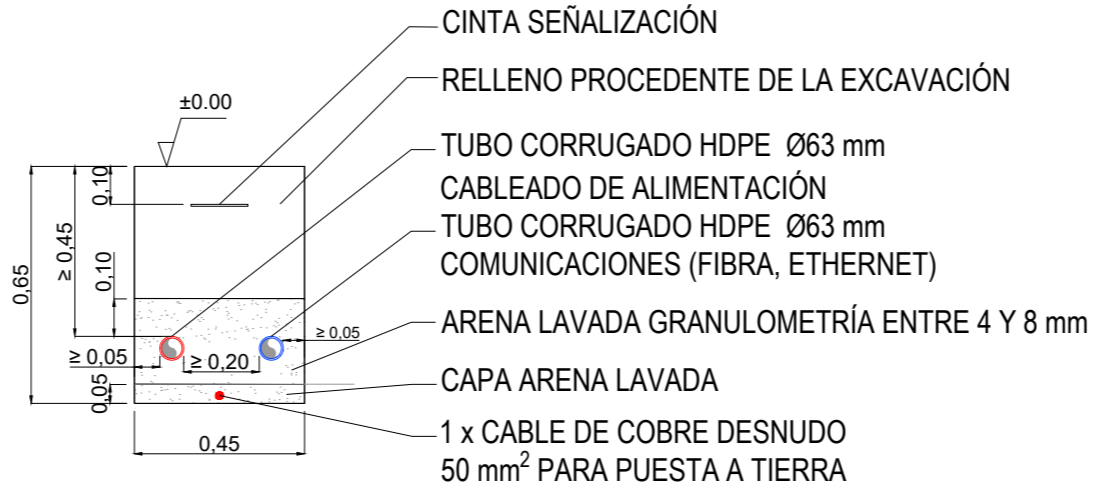 CINTA SEÑALIZACIÓN
RELLENO PROCEDENTE DE LA EXCAVACIÓN
±0.00
TUBO CORRUGADO HDPE Ø63 mm
CABLEADO DE ALIMENTACIÓN
TUBO CORRUGADO HDPE Ø63 mm
COMUNICACIONES (FIBRA, ETHERNET)
ARENA LAVADA GRANULOMETRÍA ENTRE 4 Y 8 mm
CAPA ARENA LAVADA
1 x CABLE DE COBRE DESNUDO
50 mm² PARA PUESTA A TIERRA
0,65
≥ 0,45
0,10
0,10
≥ 0,05
≥ 0,05
≥ 0,20
0,05
0,45